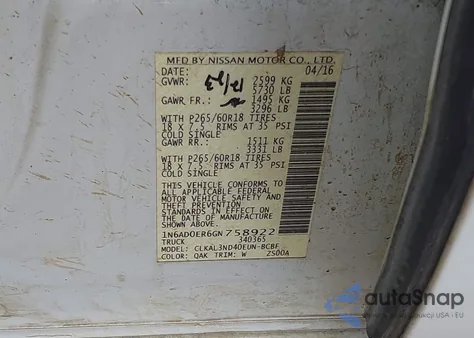 MFD BY NISSAN MOTOR CO., LTD.
DATE: 04/16
GVWR: 2599 KG
5730 LB
GAWR FR.: 1495 KG
3296 LB
WITH P265/60R18 TIRES
18 X 7.5 RIMS AT 35 PSI
COLD SINGLE
GAWR RR.: 1511 KG
3331 LB
WITH P265/60R18 TIRES
18 X 7.5 RIMS AT 35 PSI
COLD SINGLE
THIS VEHICLE CONFORMS TO
ALL APPLICABLE FEDERAL
MOTOR VEHICLE SAFETY
STANDARDS IN EFFECT ON
THE DATE OF MANUFACTURE
SHOWN ABOVE.
1N6AD0ER6GN758922
TRUCK 340365
MODEL: CLKAL3ND40EUN-BCBF
COLOR: QAK TRIM: W 2S00A
autoSnap